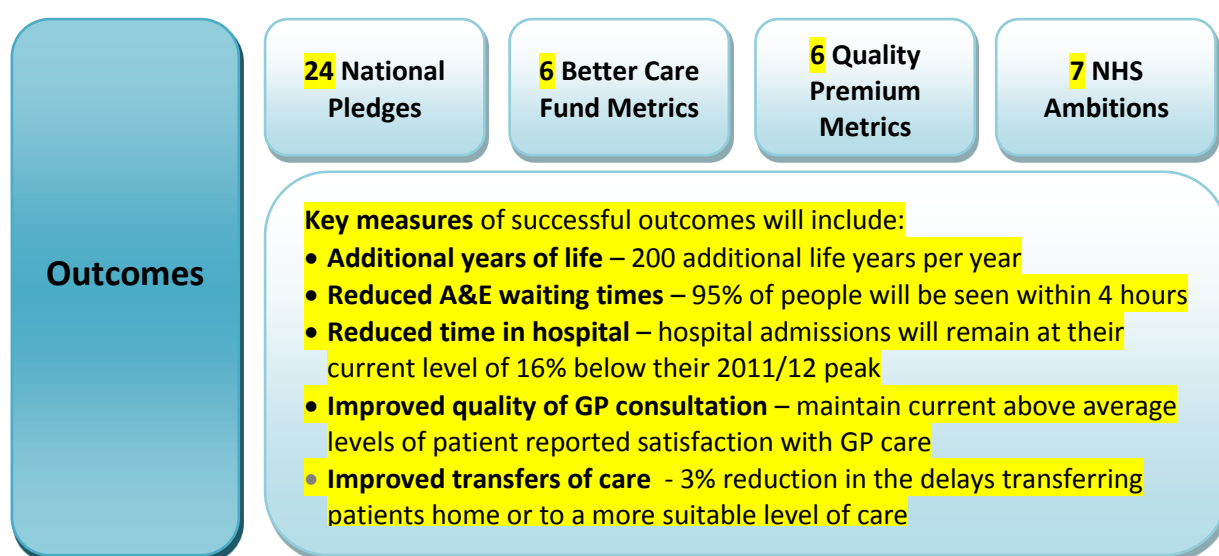 Outcomes
24 National
Pledges
6 Better Care
Fund Metrics
6 Quality
Premium
Metrics
7 NHS
Ambitions
Key measures of successful outcomes will include:
• Additional years of life – 200 additional life years per year
• Reduced A&E waiting times – 95% of people will be seen within 4 hours
• Reduced time in hospital – hospital admissions will remain at their
current level of 16% below their 2011/12 peak
• Improved quality of GP consultation – maintain current above average
levels of patient reported satisfaction with GP care
• Improved transfers of care - 3% reduction in the delays transferring
patients home or to a more suitable level of care